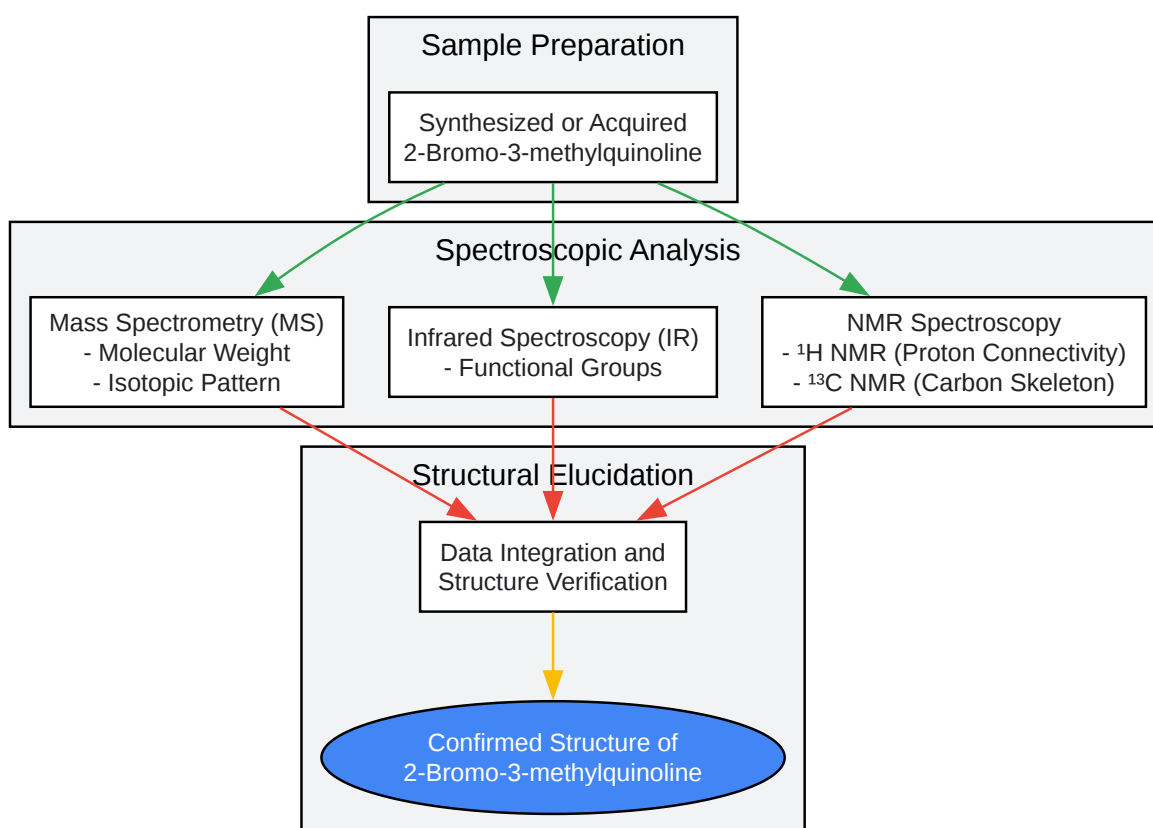 Sample Preparation
Synthesized or Acquired
2-Bromo-3-methylquinoline
Spectroscopic Analysis
Mass Spectrometry (MS)
- Molecular Weight
- Isotopic Pattern
Infrared Spectroscopy (IR)
- Functional Groups
NMR Spectroscopy
- ¹H NMR (Proton Connectivity)
- ¹³C NMR (Carbon Skeleton)
Structural Elucidation
Data Integration and
Structure Verification
Confirmed Structure of
2-Bromo-3-methylquinoline